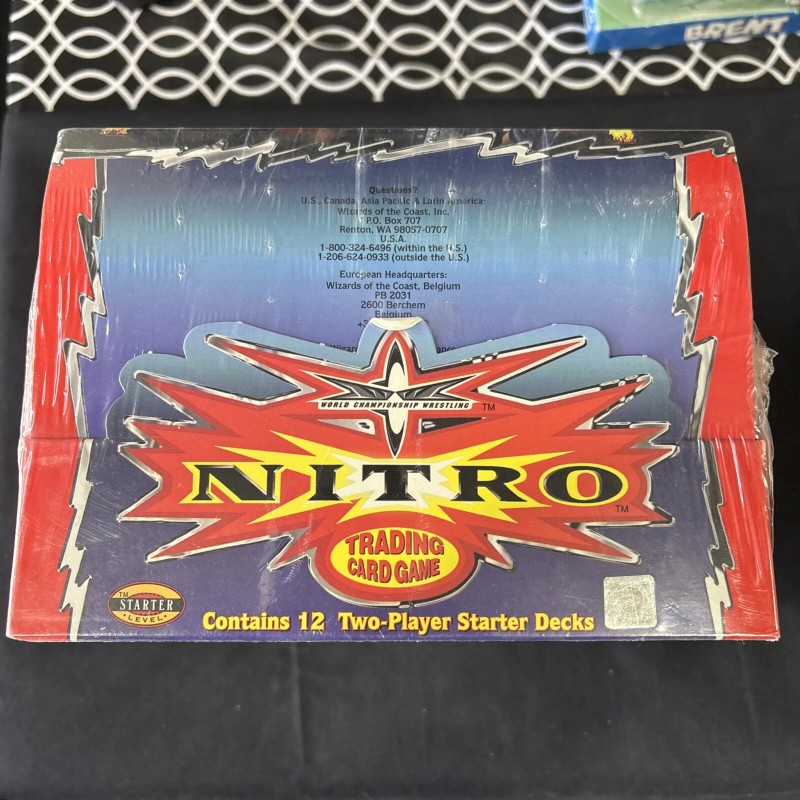 BRENT
Questions?
U.S., Canada, Asia Pacific & Latin America:
Wizards of the Coast, Inc.
P.O. Box 707
Renton, WA 98057-0707
U.S.A.
1-800-324-6496 (within the U.S.)
1-206-624-0933 (outside the U.S.)
European Headquarters:
Wizards of the Coast, Belgium
PB 2031
2600 Berchem
Belgium
WORLD CHAMPIONSHIP WRESTLING TM
NITRO TM
TRADING
CARD GAME
TM
STARTER
LEVEL
Contains 12 Two-Player Starter Decks